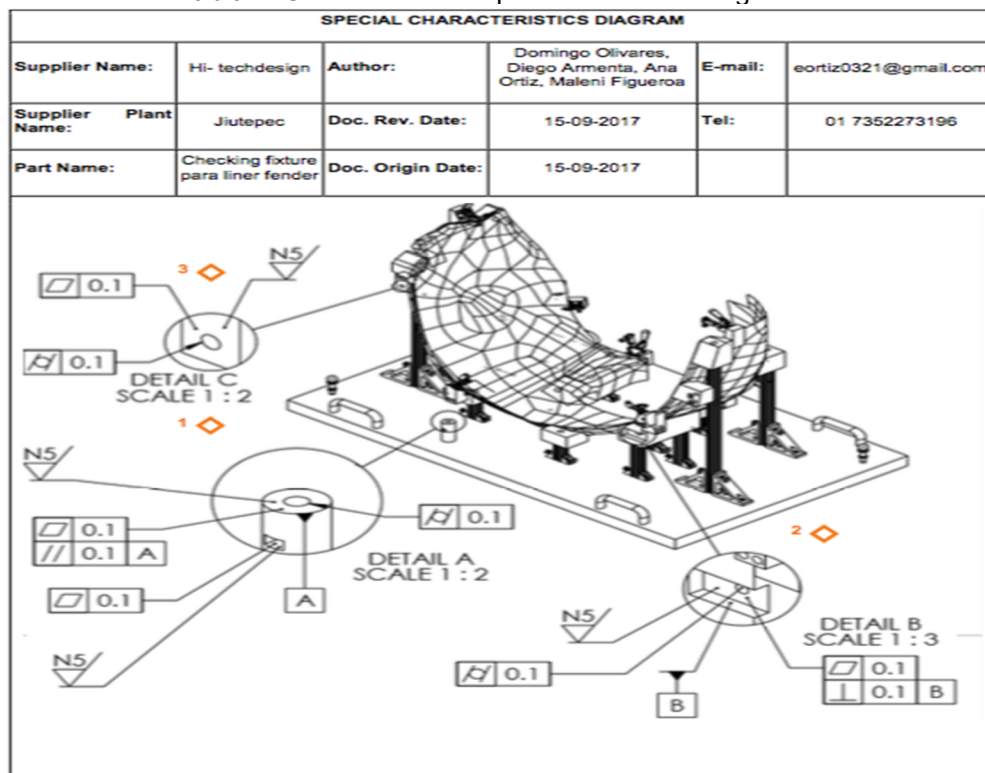 SPECIAL CHARACTERISTICS DIAGRAM
Supplier Name:
Hi- techdesign
Author:
Domingo Olivares,
Diego Armenta, Ana
Ortiz, Maleni Figueroa
E-mail:
eortiz0321@gmail.com
Supplier Plant
Name:
Jiutepec
Doc. Rev. Date:
15-09-2017
Tel:
01 7352273196
Part Name:
Checking fixture
para liner fender
Doc. Origin Date:
15-09-2017
3
N5
0.1
0.1
DETAIL C
SCALE 1 : 2
1
N5
0.1
0.1
// 0.1 A
DETAIL A
SCALE 1 : 2
0.1
A
N5
2
N5
DETAIL B
SCALE 1 : 3
0.1
0.1
0.1 B
B